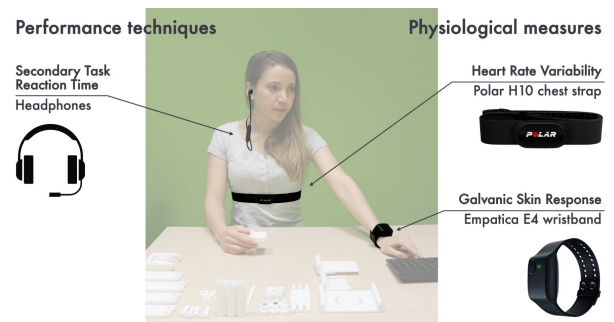 Performance techniques
Physiological measures
Secondary Task
Reaction Time
Headphones
Heart Rate Variability
Polar H10 chest strap
POLAR
Galvanic Skin Response
Empatica E4 wristband